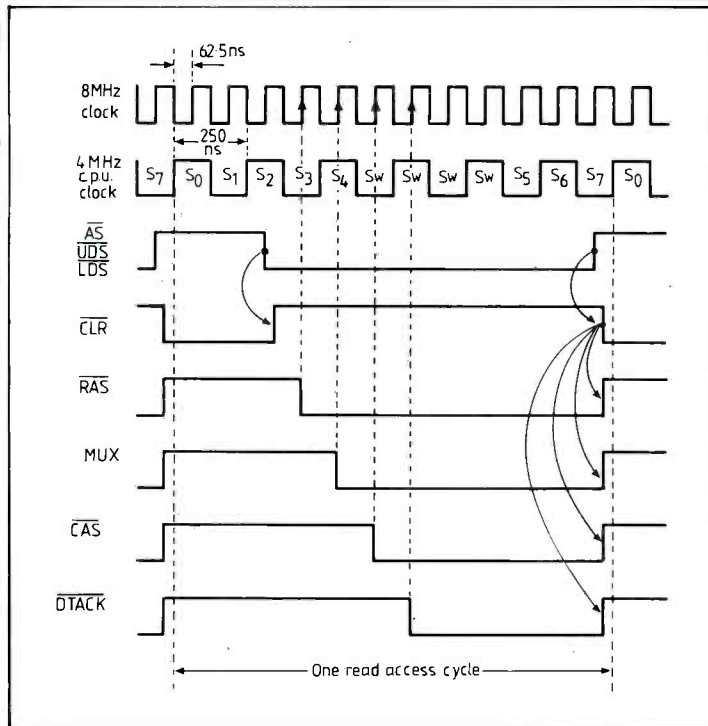 62·5ns
8MHz
clock
250
ns
4MHz
c.p.u.
clock
S7 S0 S1 S2 S3 S4 Sw Sw Sw Sw S5 S6 S7 S0
AS
UDS
LDS
CLR
RAS
MUX
CAS
DTACK
One read access cycle